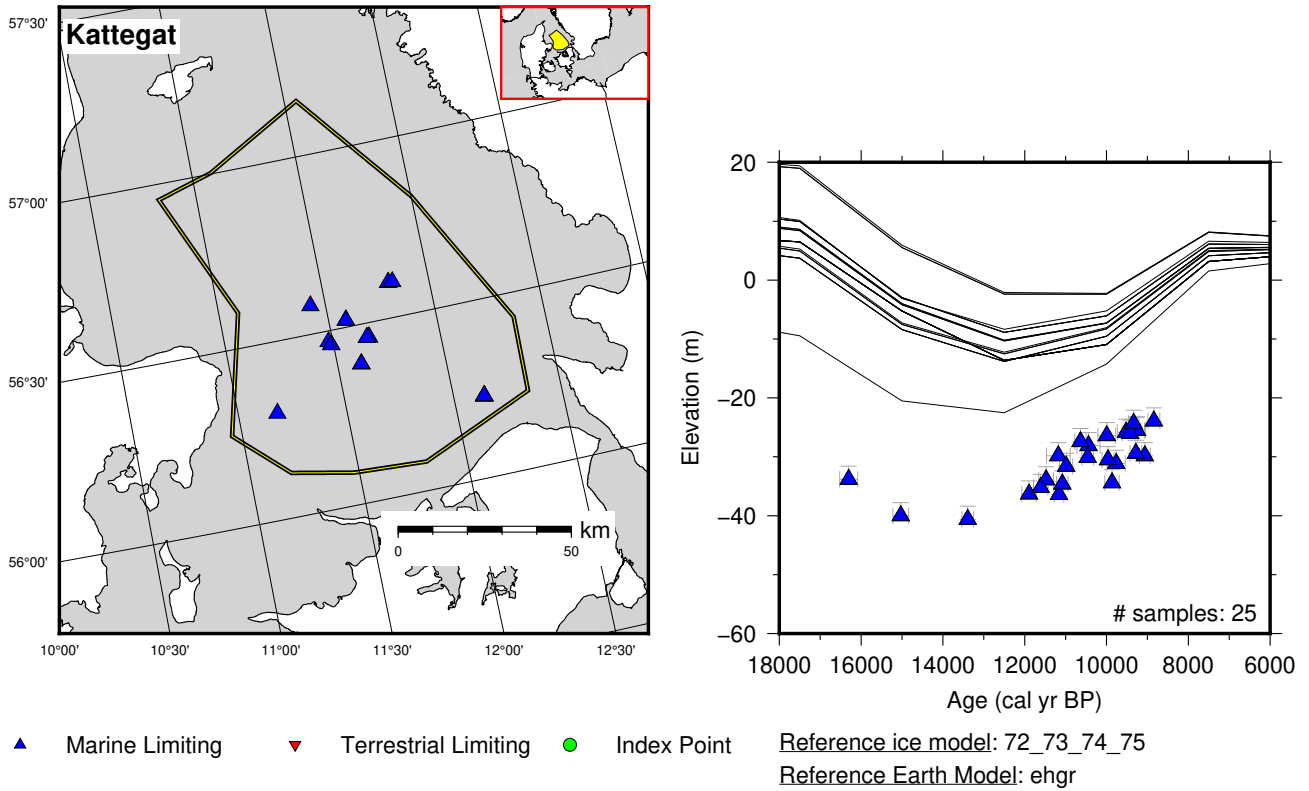 Kattegat
57°30'
57°00'
56°30'
56°00'
10°00'
10°30'
11°00'
11°30'
12°00'
12°30'
km
0
50
20
0
−20
−40
−60
Elevation (m)
# samples: 25
18000
16000
14000
12000
10000
8000
6000
Age (cal yr BP)
Marine Limiting
Terrestrial Limiting
Index Point
Reference ice model: 72_73_74_75
Reference Earth Model: ehgr